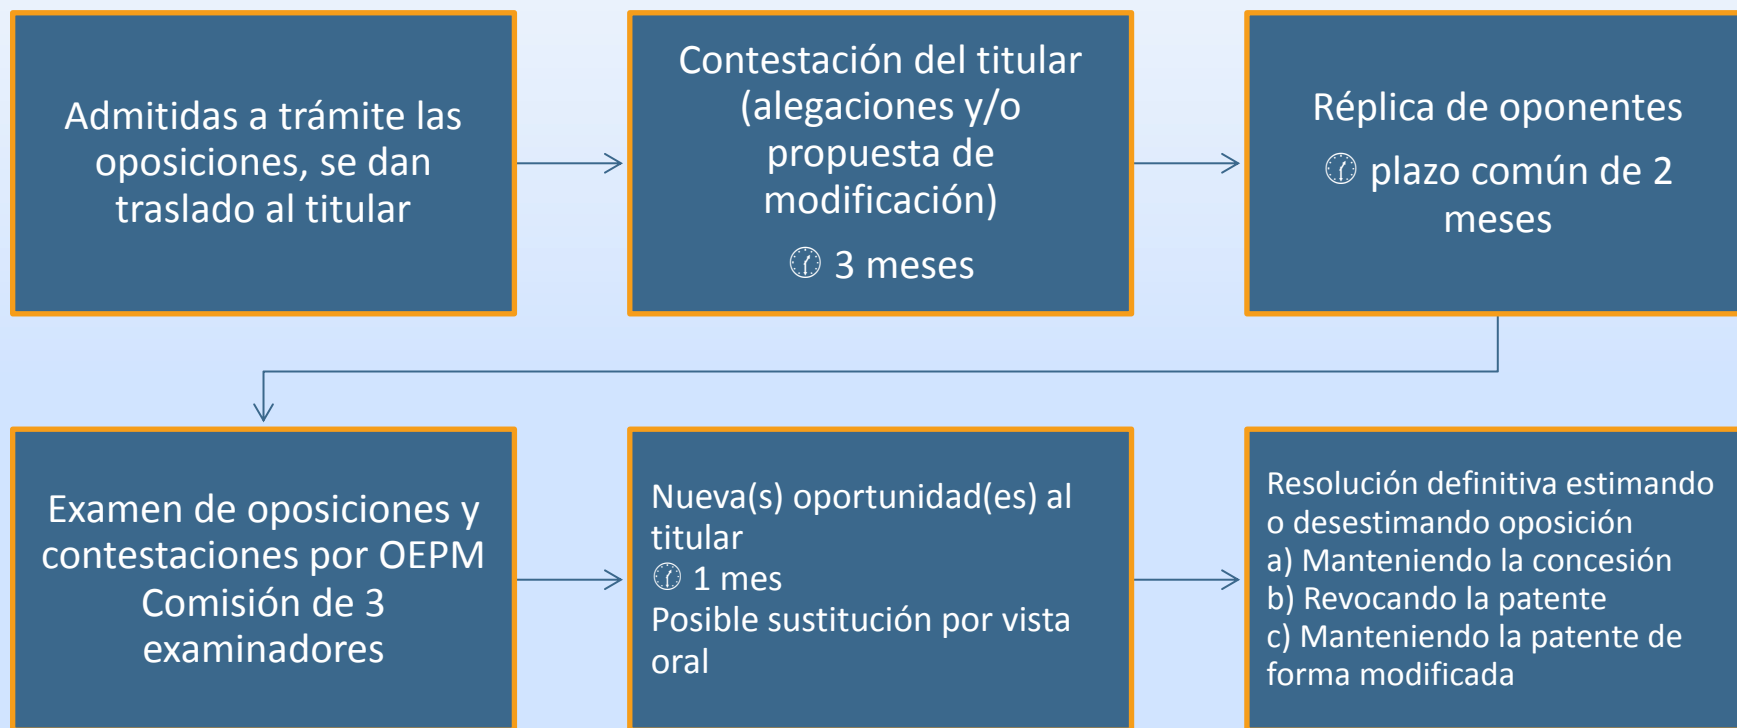 Admitidas a trámite las
oposiciones, se dan
traslado al titular
Contestación del titular
(alegaciones y/o
propuesta de
modificación)
🕐 3 meses
Réplica de oponentes
🕐 plazo común de 2
meses
Examen de oposiciones y
contestaciones por OEPM
Comisión de 3
examinadores
Nueva(s) oportunidad(es) al
titular
🕐 1 mes
Posible sustitución por vista
oral
Resolución definitiva estimando
o desestimando oposición
a) Manteniendo la concesión
b) Revocando la patente
c) Manteniendo la patente de
forma modificada